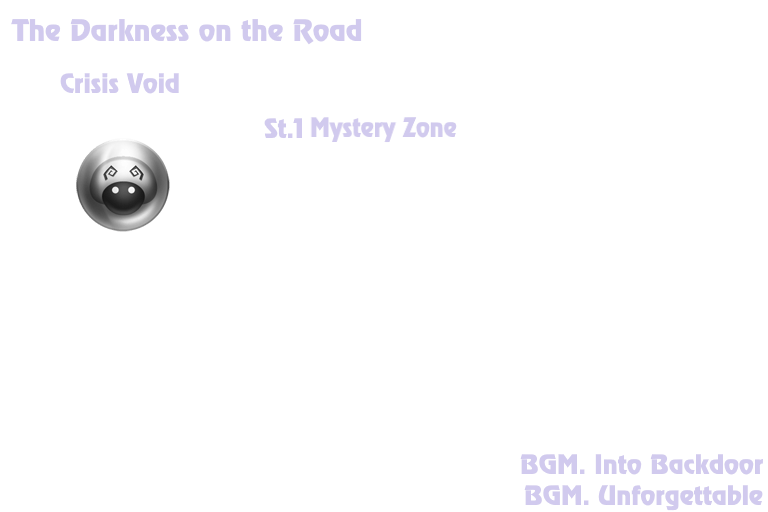 The Darkness on the Road
Crisis Void
St.1 Mystery Zone
BGM. Into Backdoor
BGM. Unforgettable